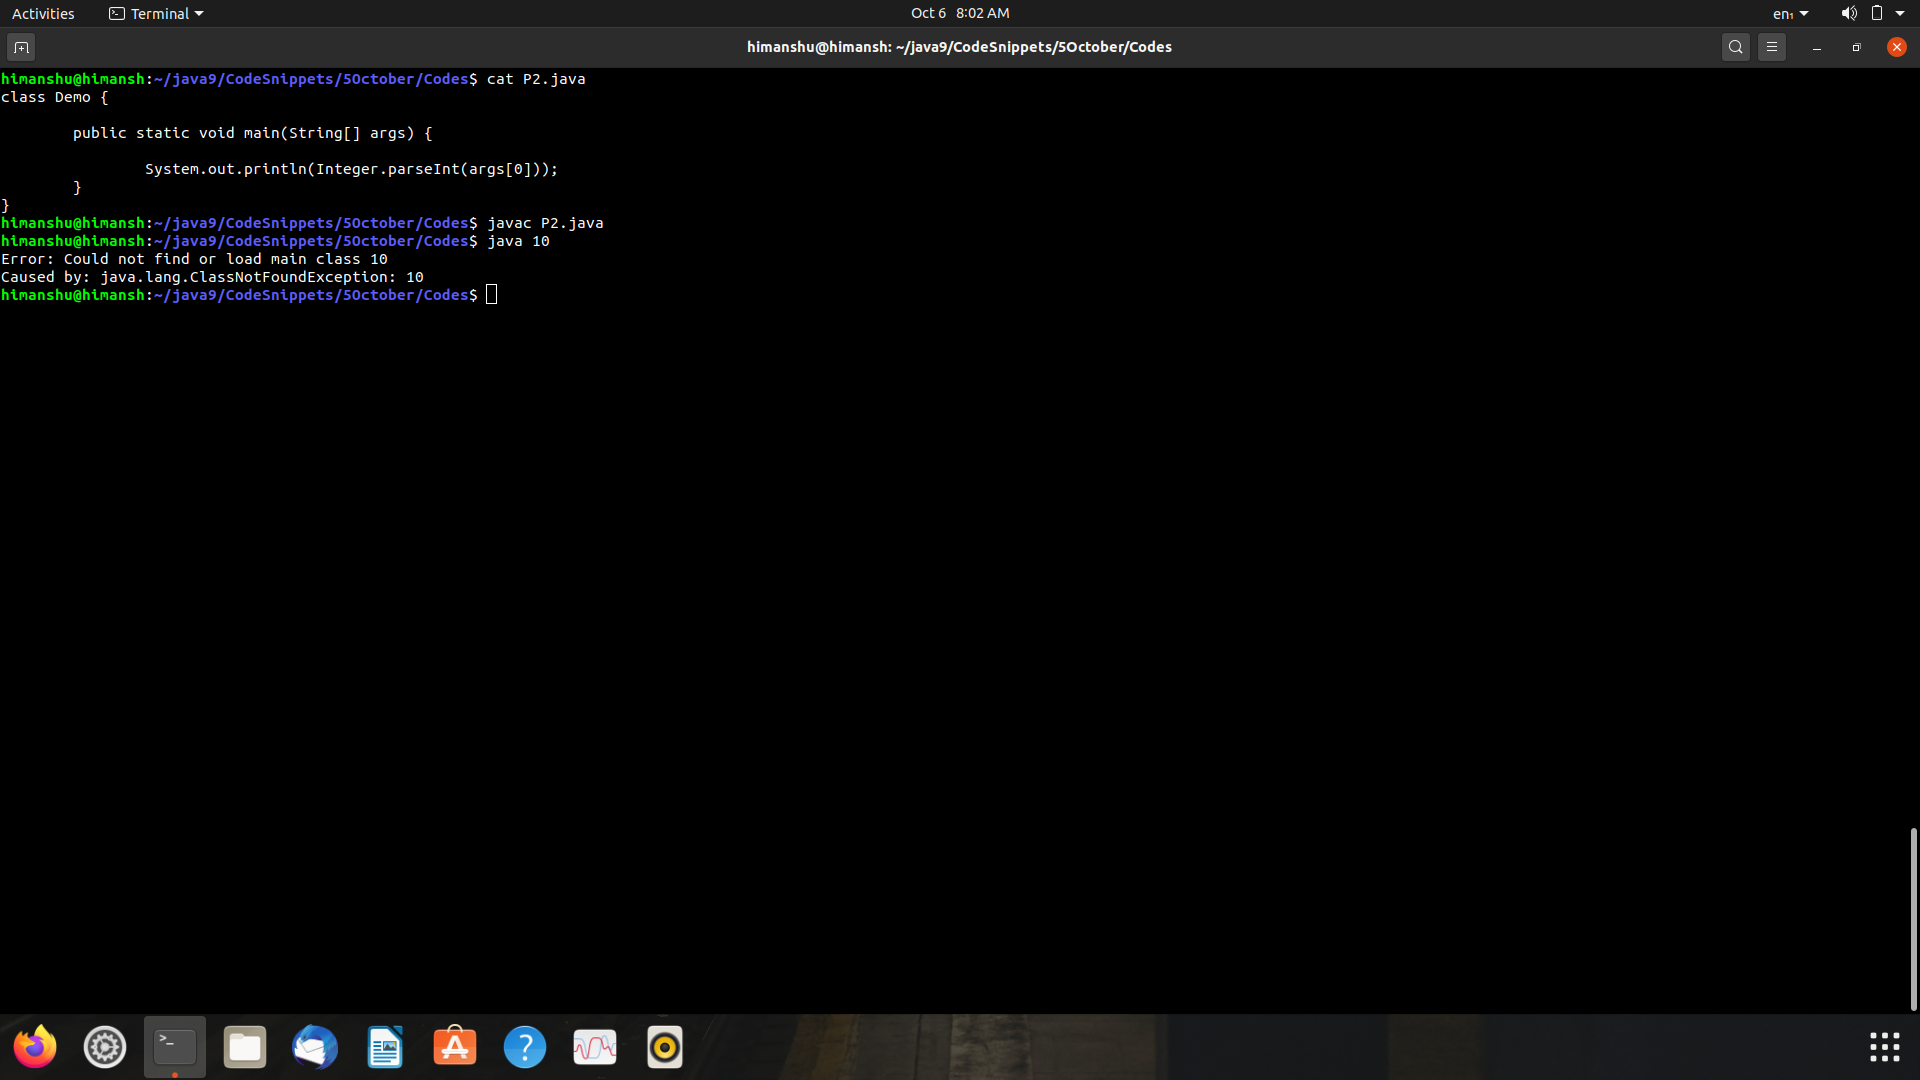 Activities Terminal Oct 6 8:02 AM en₁
himanshu@himansh: ~/java9/CodeSnippets/5October/Codes
himanshu@himansh:~/java9/CodeSnippets/5October/Codes$ cat P2.java
class Demo {
public static void main(String[] args) {
System.out.println(Integer.parseInt(args[0]));
}
}
himanshu@himansh:~/java9/CodeSnippets/5October/Codes$ javac P2.java
himanshu@himansh:~/java9/CodeSnippets/5October/Codes$ java 10
Error: Could not find or load main class 10
Caused by: java.lang.ClassNotFoundException: 10
himanshu@himansh:~/java9/CodeSnippets/5October/Codes$